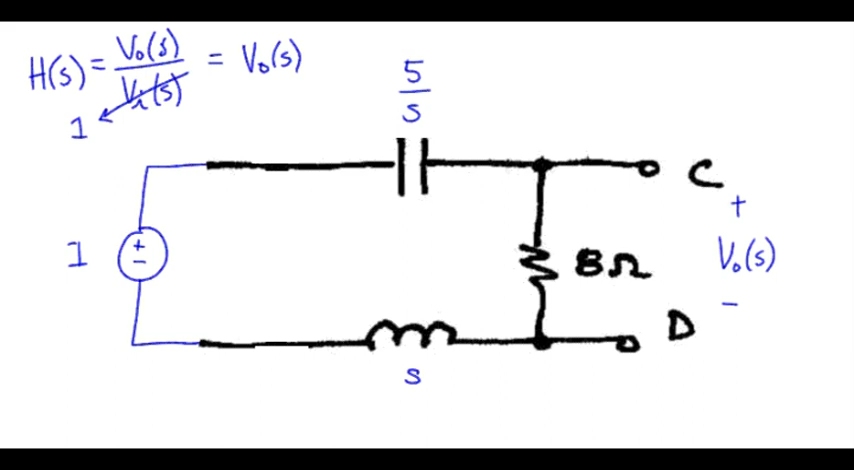 H(s) = Vo(s) / Vi(s) = Vo(s)
1
5/s
C
+
1
+
−
8Ω
Vo(s)
−
D
s